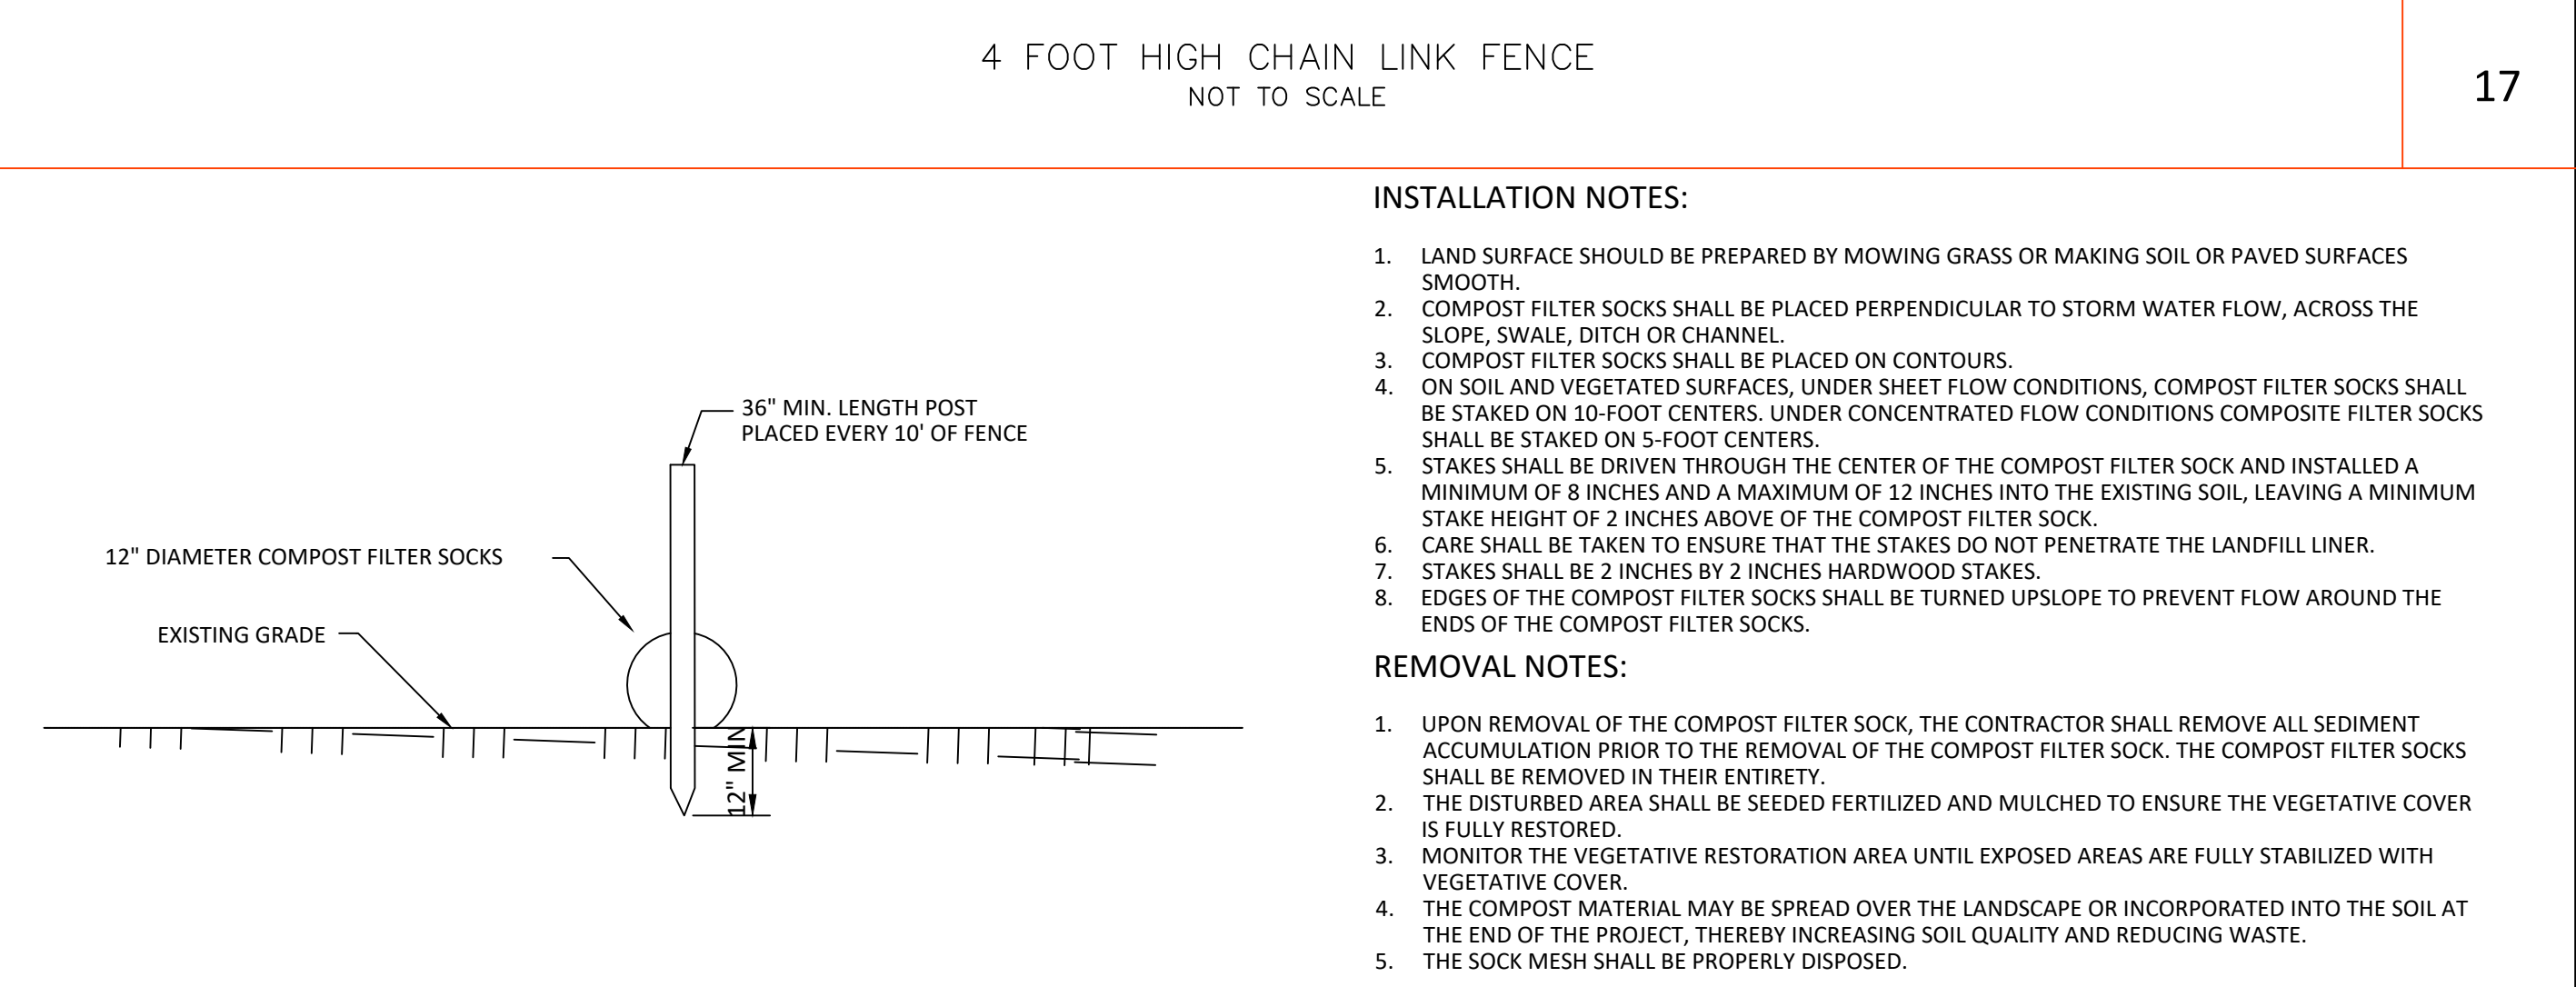 4 FOOT HIGH CHAIN LINK FENCE
NOT TO SCALE
17
36" MIN. LENGTH POST
PLACED EVERY 10' OF FENCE
12" DIAMETER COMPOST FILTER SOCKS
EXISTING GRADE
12" MIN
INSTALLATION NOTES:
1. LAND SURFACE SHOULD BE PREPARED BY MOWING GRASS OR MAKING SOIL OR PAVED SURFACES
SMOOTH.
2. COMPOST FILTER SOCKS SHALL BE PLACED PERPENDICULAR TO STORM WATER FLOW, ACROSS THE
SLOPE, SWALE, DITCH OR CHANNEL.
3. COMPOST FILTER SOCKS SHALL BE PLACED ON CONTOURS.
4. ON SOIL AND VEGETATED SURFACES, UNDER SHEET FLOW CONDITIONS, COMPOST FILTER SOCKS SHALL
BE STAKED ON 10-FOOT CENTERS. UNDER CONCENTRATED FLOW CONDITIONS COMPOSITE FILTER SOCKS
SHALL BE STAKED ON 5-FOOT CENTERS.
5. STAKES SHALL BE DRIVEN THROUGH THE CENTER OF THE COMPOST FILTER SOCK AND INSTALLED A
MINIMUM OF 8 INCHES AND A MAXIMUM OF 12 INCHES INTO THE EXISTING SOIL, LEAVING A MINIMUM
STAKE HEIGHT OF 2 INCHES ABOVE OF THE COMPOST FILTER SOCK.
6. CARE SHALL BE TAKEN TO ENSURE THAT THE STAKES DO NOT PENETRATE THE LANDFILL LINER.
7. STAKES SHALL BE 2 INCHES BY 2 INCHES HARDWOOD STAKES.
8. EDGES OF THE COMPOST FILTER SOCKS SHALL BE TURNED UPSLOPE TO PREVENT FLOW AROUND THE
ENDS OF THE COMPOST FILTER SOCKS.
REMOVAL NOTES:
1. UPON REMOVAL OF THE COMPOST FILTER SOCK, THE CONTRACTOR SHALL REMOVE ALL SEDIMENT
ACCUMULATION PRIOR TO THE REMOVAL OF THE COMPOST FILTER SOCK. THE COMPOST FILTER SOCKS
SHALL BE REMOVED IN THEIR ENTIRETY.
2. THE DISTURBED AREA SHALL BE SEEDED FERTILIZED AND MULCHED TO ENSURE THE VEGETATIVE COVER
IS FULLY RESTORED.
3. MONITOR THE VEGETATIVE RESTORATION AREA UNTIL EXPOSED AREAS ARE FULLY STABILIZED WITH
VEGETATIVE COVER.
4. THE COMPOST MATERIAL MAY BE SPREAD OVER THE LANDSCAPE OR INCORPORATED INTO THE SOIL AT
THE END OF THE PROJECT, THEREBY INCREASING SOIL QUALITY AND REDUCING WASTE.
5. THE SOCK MESH SHALL BE PROPERLY DISPOSED.